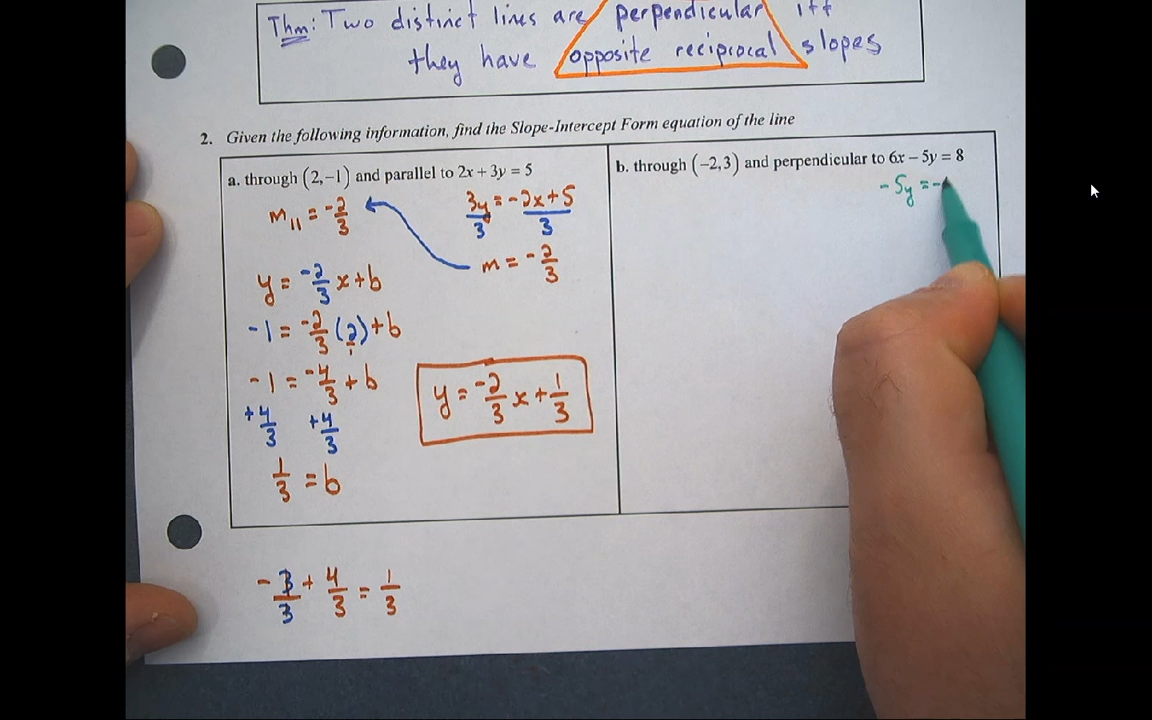 Thm: Two distinct lines are perpendicular iff
they have opposite reciprocal slopes
2. Given the following information, find the Slope-Intercept Form equation of the line
a. through (2,−1) and parallel to 2x + 3y = 5
m∥ = -2/3
3y/3 = -2x+5/3
m = -2/3
y = -2/3 x + b
-1 = -2/3 (2/1) + b
-1 = -4/3 + b
+4/3 +4/3
1/3 = b
y = -2/3 x + 1/3
-3/3 + 4/3 = 1/3
b. through (−2,3) and perpendicular to 6x − 5y = 8
-5y = -